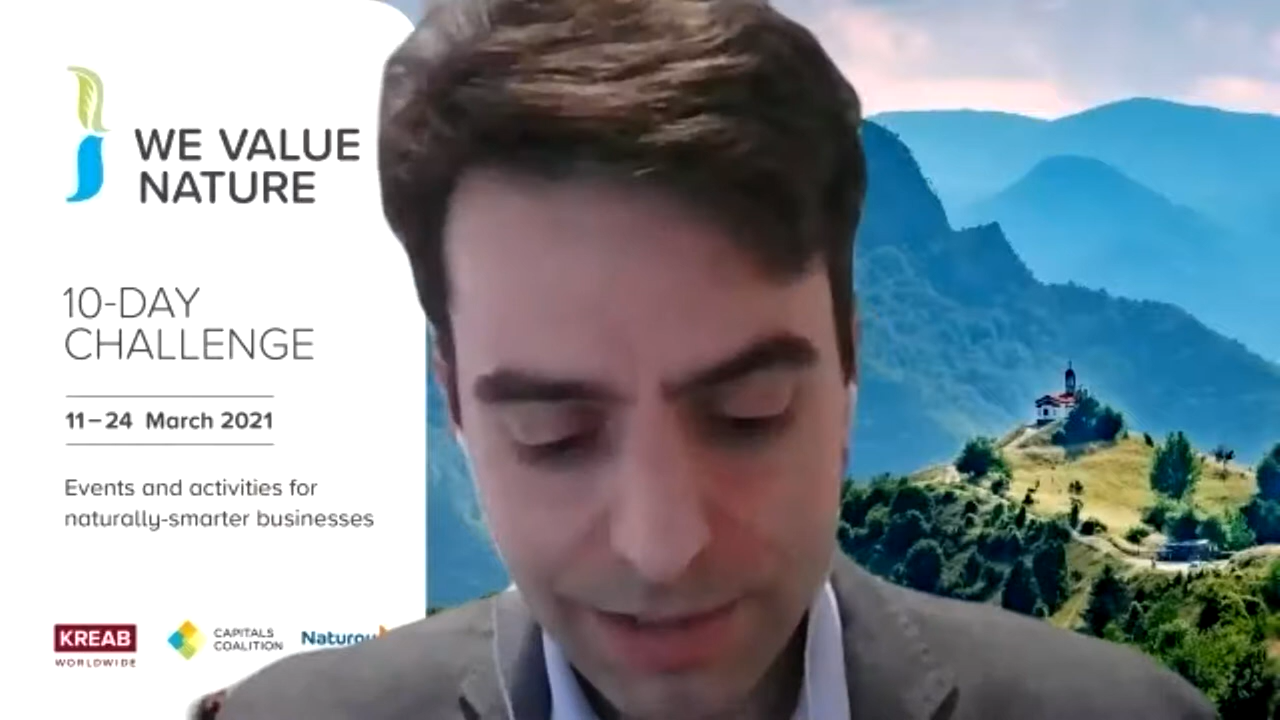 WE VALUE
NATURE
10-DAY
CHALLENGE
11–24 March 2021
Events and activities for
naturally-smarter businesses
KREAB
WORLDWIDE
CAPITALS
COALITION